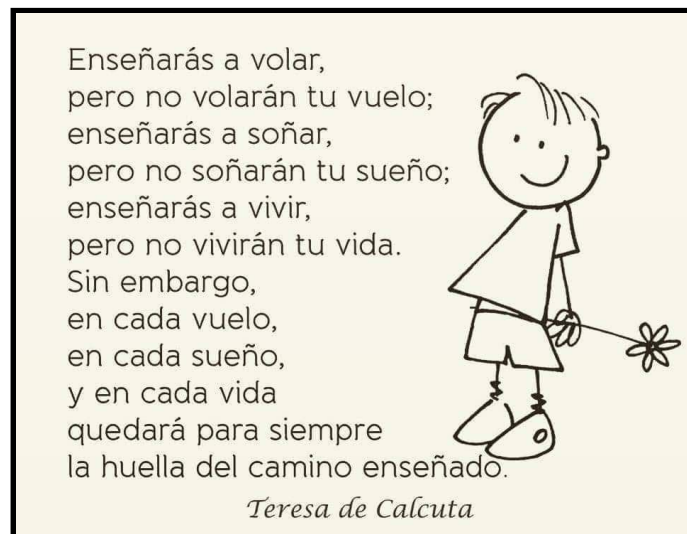 Enseñarás a volar,
pero no volarán tu vuelo;
enseñarás a soñar,
pero no soñarán tu sueño;
enseñarás a vivir,
pero no vivirán tu vida.
Sin embargo,
en cada vuelo,
en cada sueño,
y en cada vida
quedará para siempre
la huella del camino enseñado.
Teresa de Calcuta